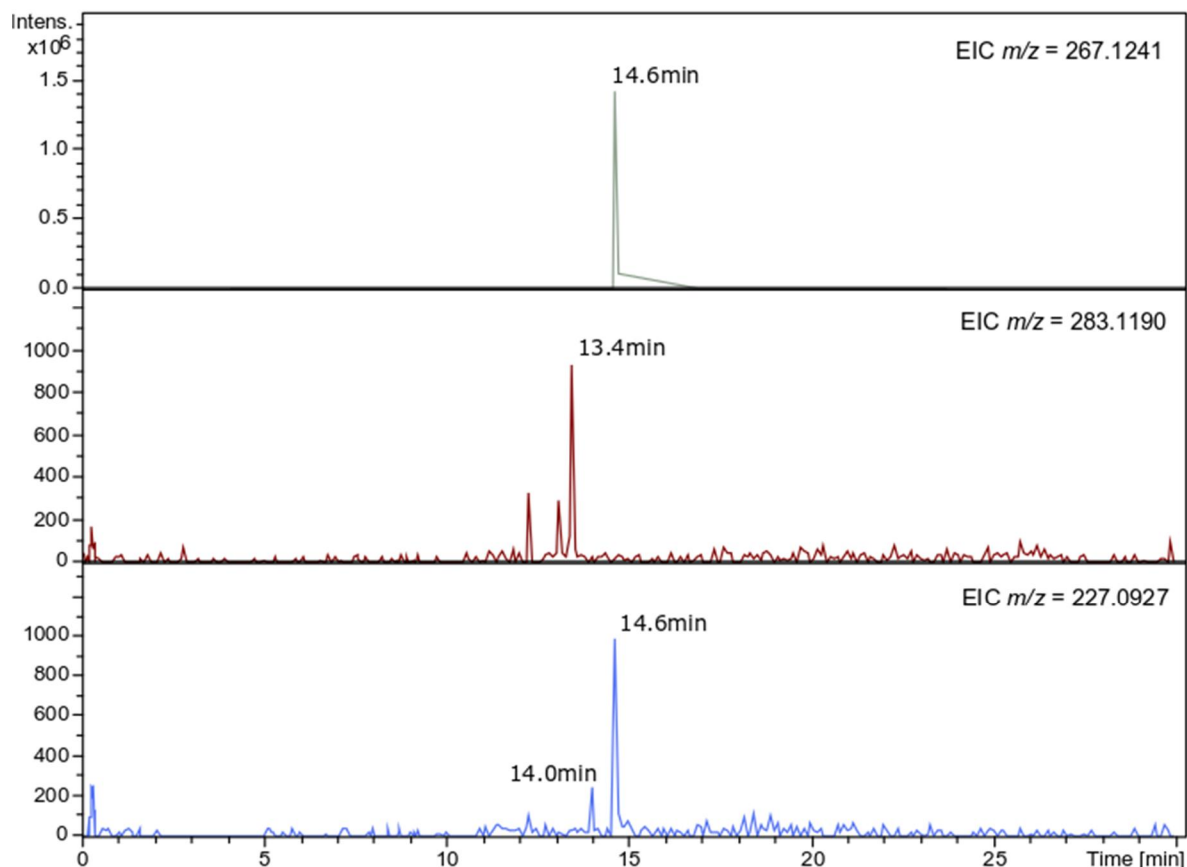 Intens.
x10⁶
EIC m/z = 267.1241
14.6min
1.5
1.0
0.5
0.0
EIC m/z = 283.1190
13.4min
1000
800
600
400
200
0
EIC m/z = 227.0927
14.6min
14.0min
1000
800
600
400
200
0
0 5 10 15 20 25 Time [min]